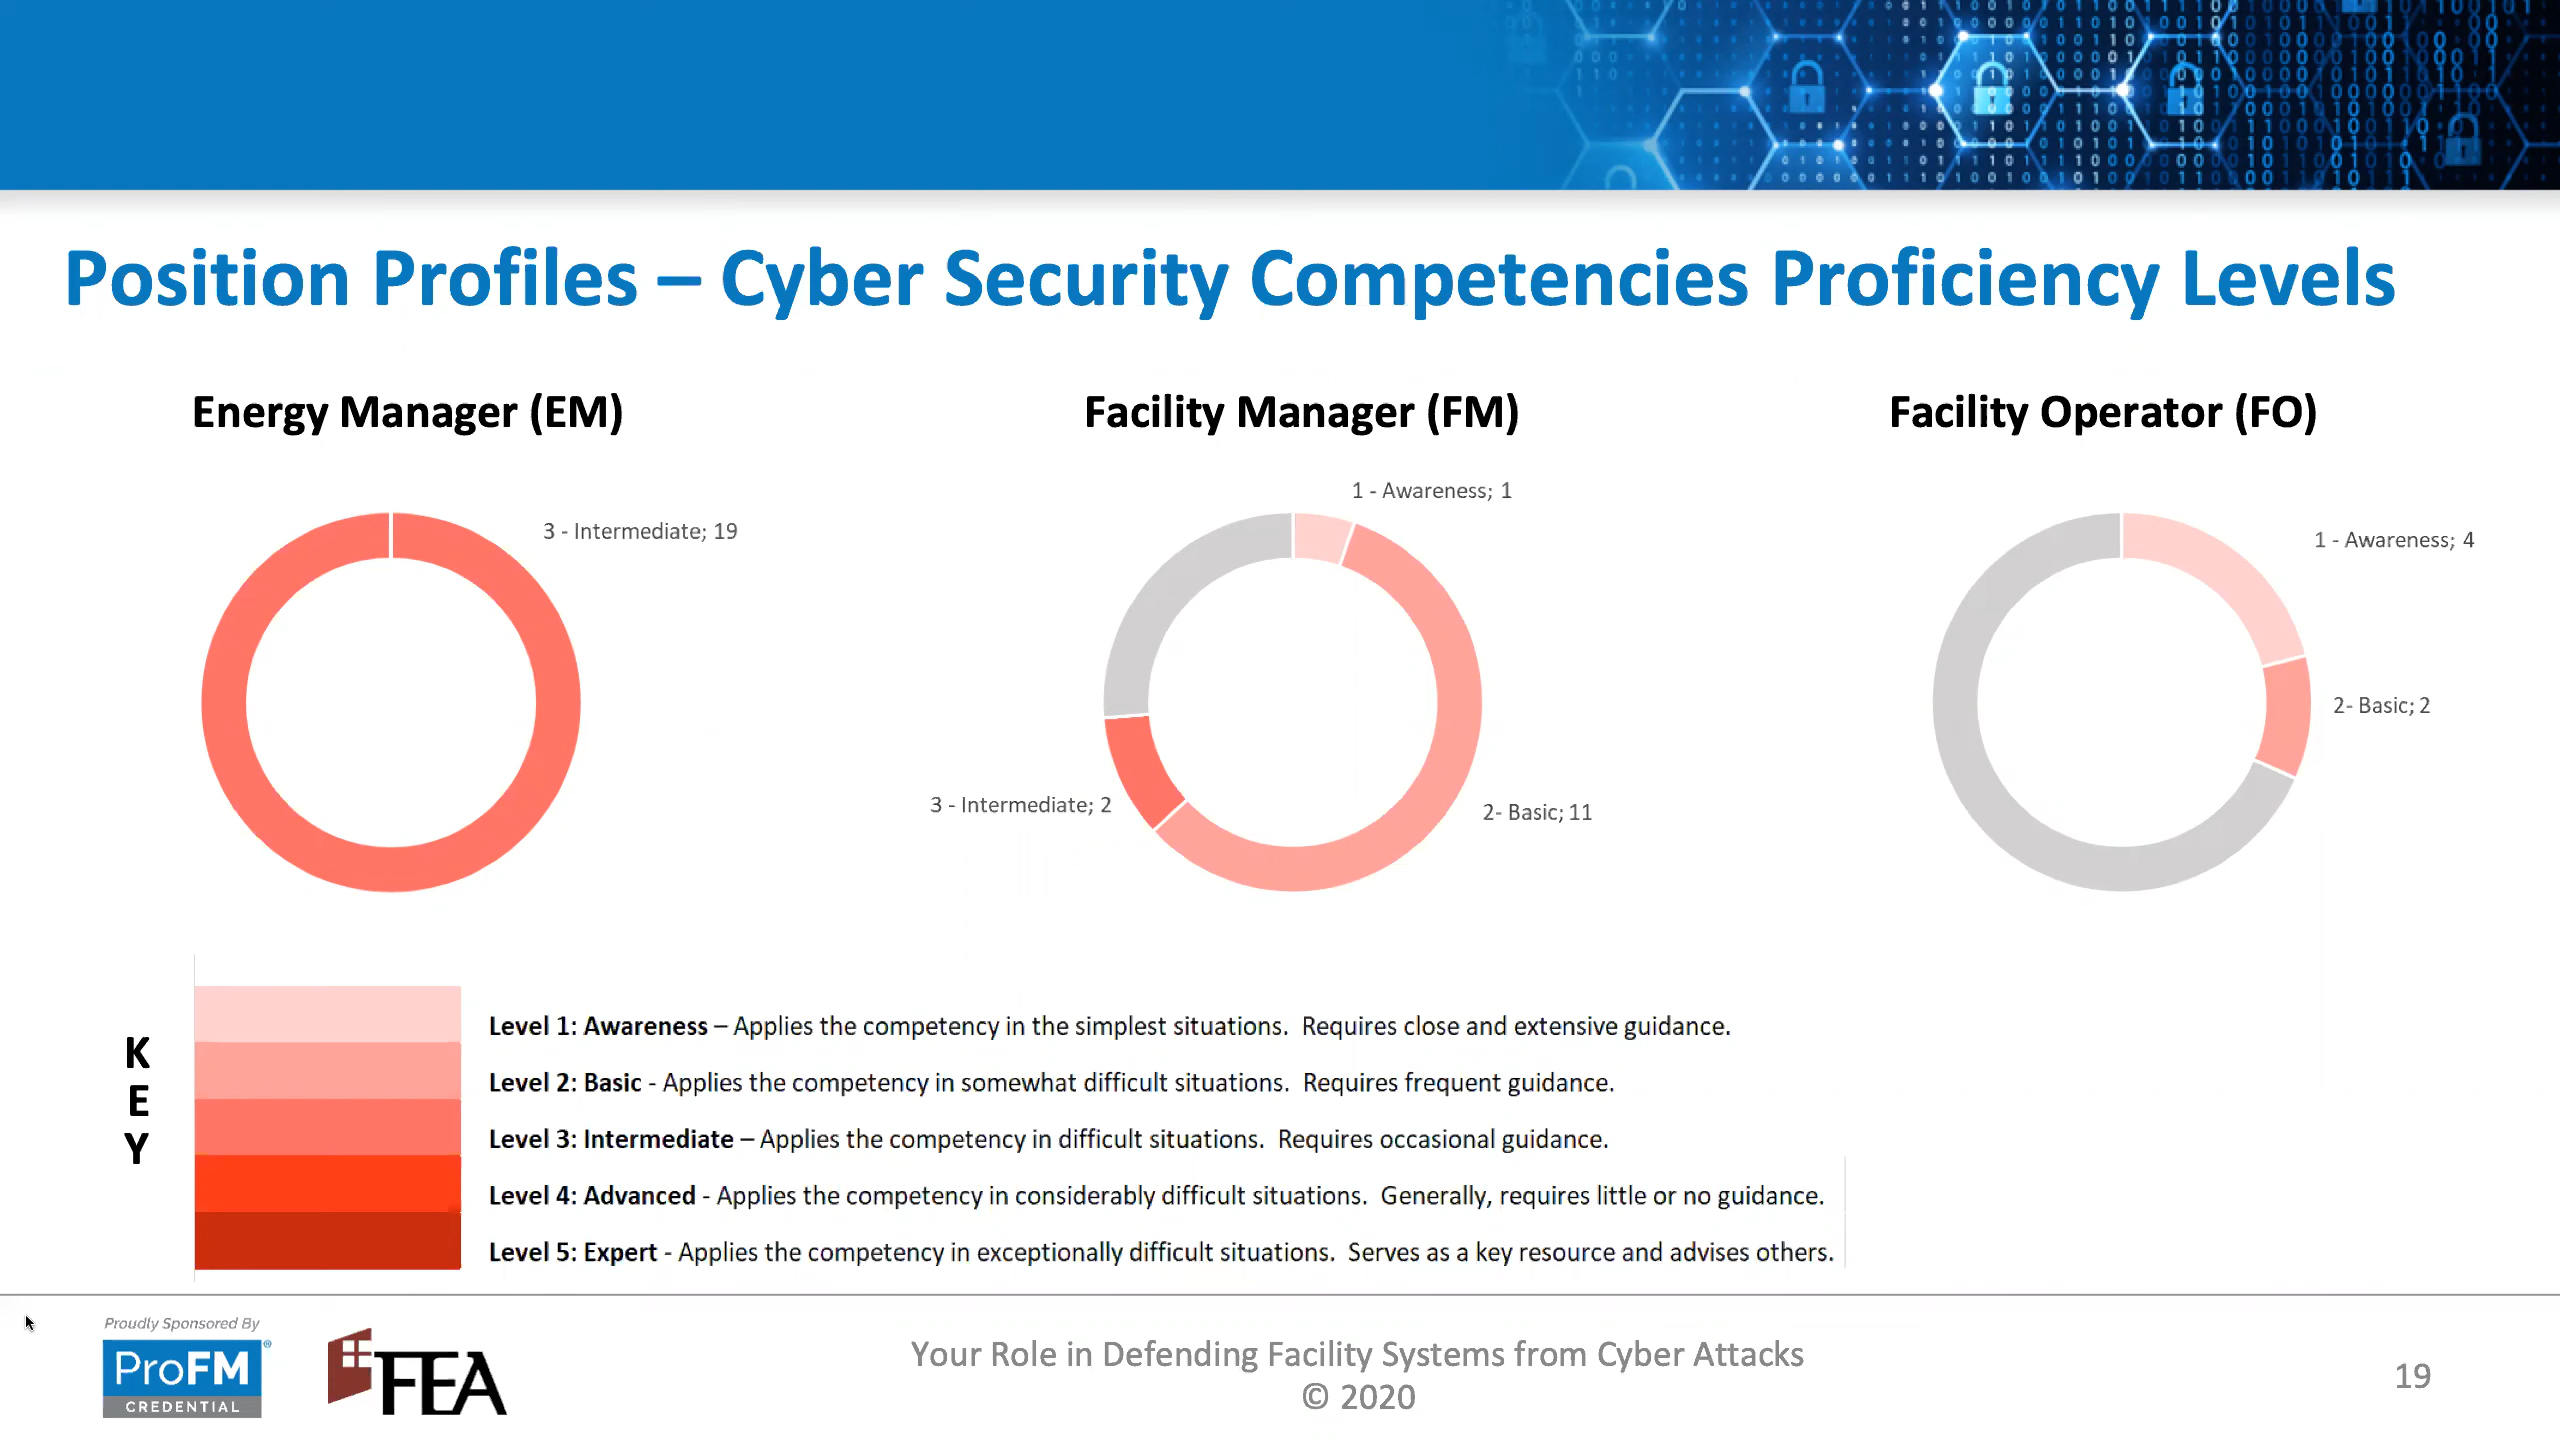 Position Profiles – Cyber Security Competencies Proficiency Levels
Energy Manager (EM)
3 - Intermediate; 19
Facility Manager (FM)
1 - Awareness; 1
3 - Intermediate; 2
2- Basic; 11
Facility Operator (FO)
1 - Awareness; 4
2- Basic; 2
K
E
Y
Level 1: Awareness – Applies the competency in the simplest situations.  Requires close and extensive guidance.
Level 2: Basic - Applies the competency in somewhat difficult situations.  Requires frequent guidance.
Level 3: Intermediate – Applies the competency in difficult situations.  Requires occasional guidance.
Level 4: Advanced - Applies the competency in considerably difficult situations.  Generally, requires little or no guidance.
Level 5: Expert - Applies the competency in exceptionally difficult situations.  Serves as a key resource and advises others.
Proudly Sponsored By
ProFM®
CREDENTIAL
FEA
Your Role in Defending Facility Systems from Cyber Attacks
© 2020
19